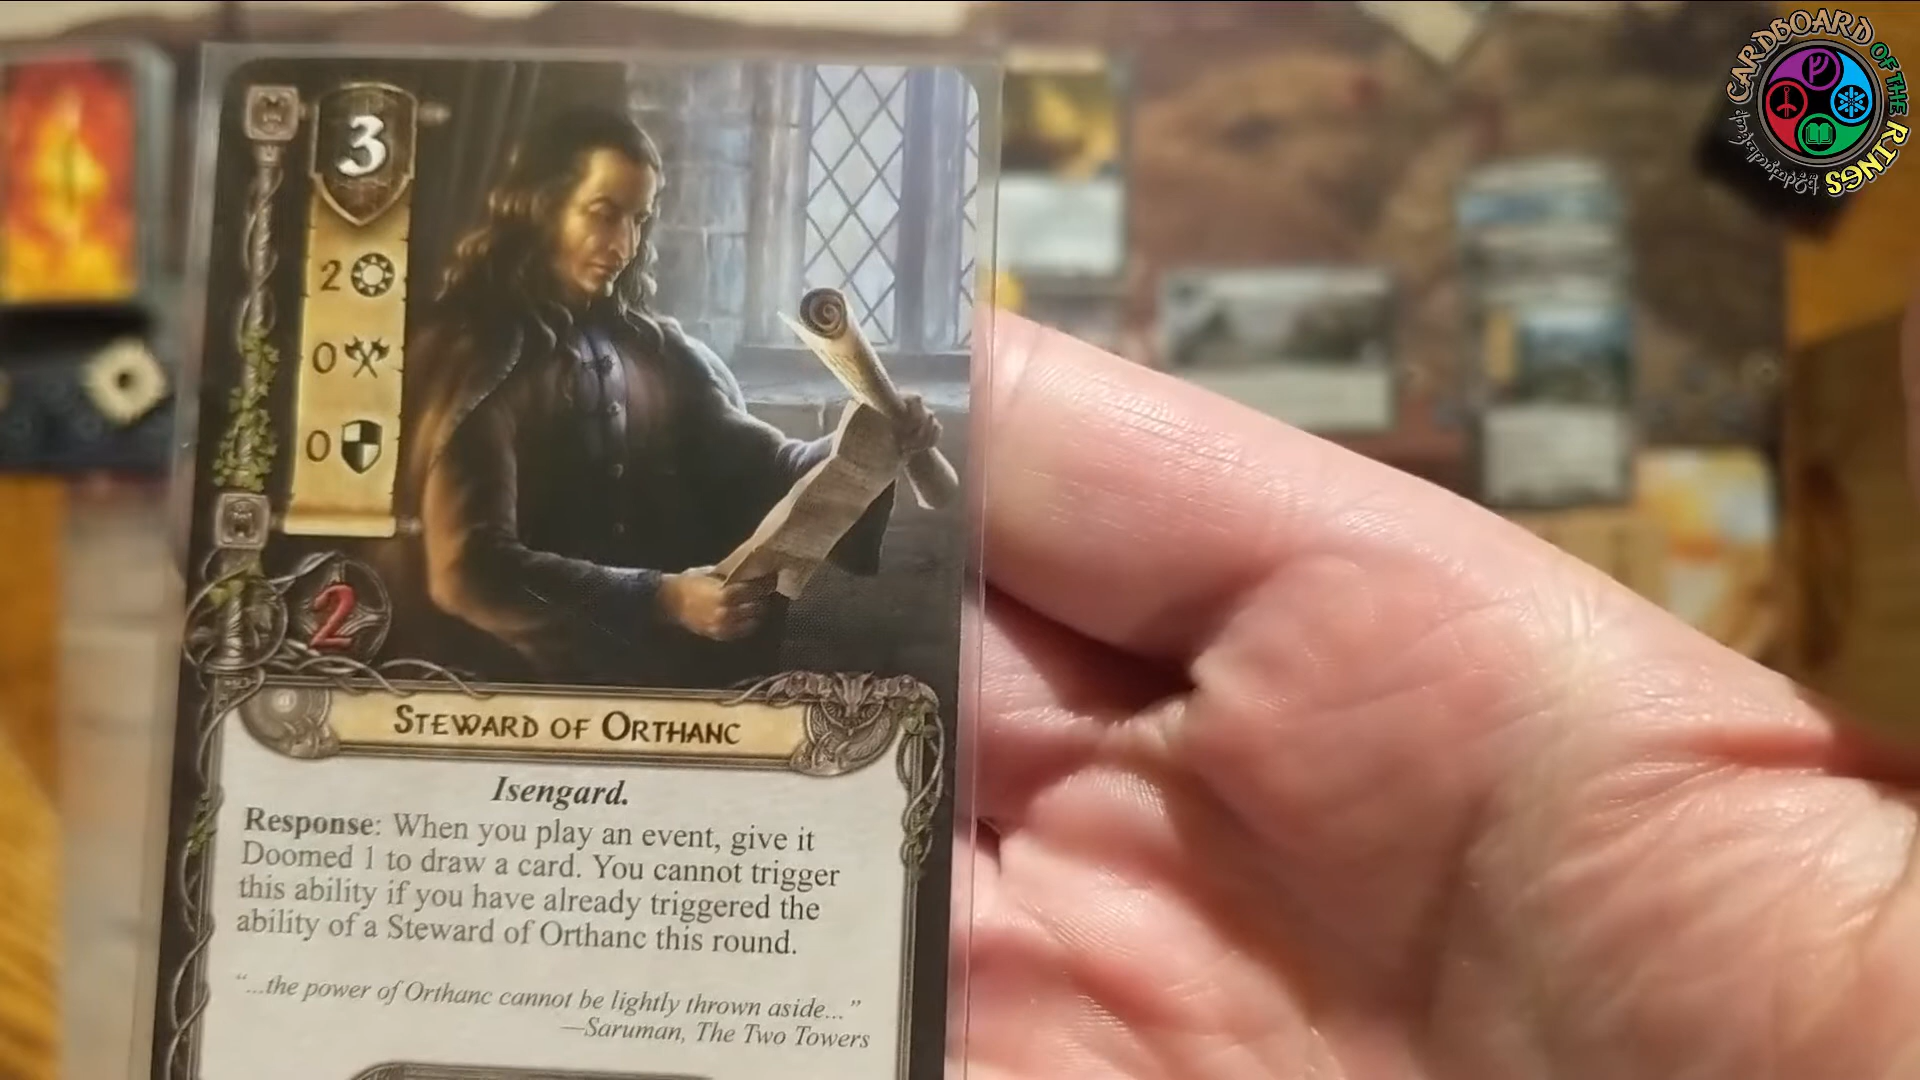 CARDBOARD OF THE RINGS
3
2
0
0
2
STEWARD OF ORTHANC
Isengard.
Response: When you play an event, give it
Doomed 1 to draw a card. You cannot trigger
this ability if you have already triggered the
ability of a Steward of Orthanc this round.
“...the power of Orthanc cannot be lightly thrown aside...”
—Saruman, The Two Towers